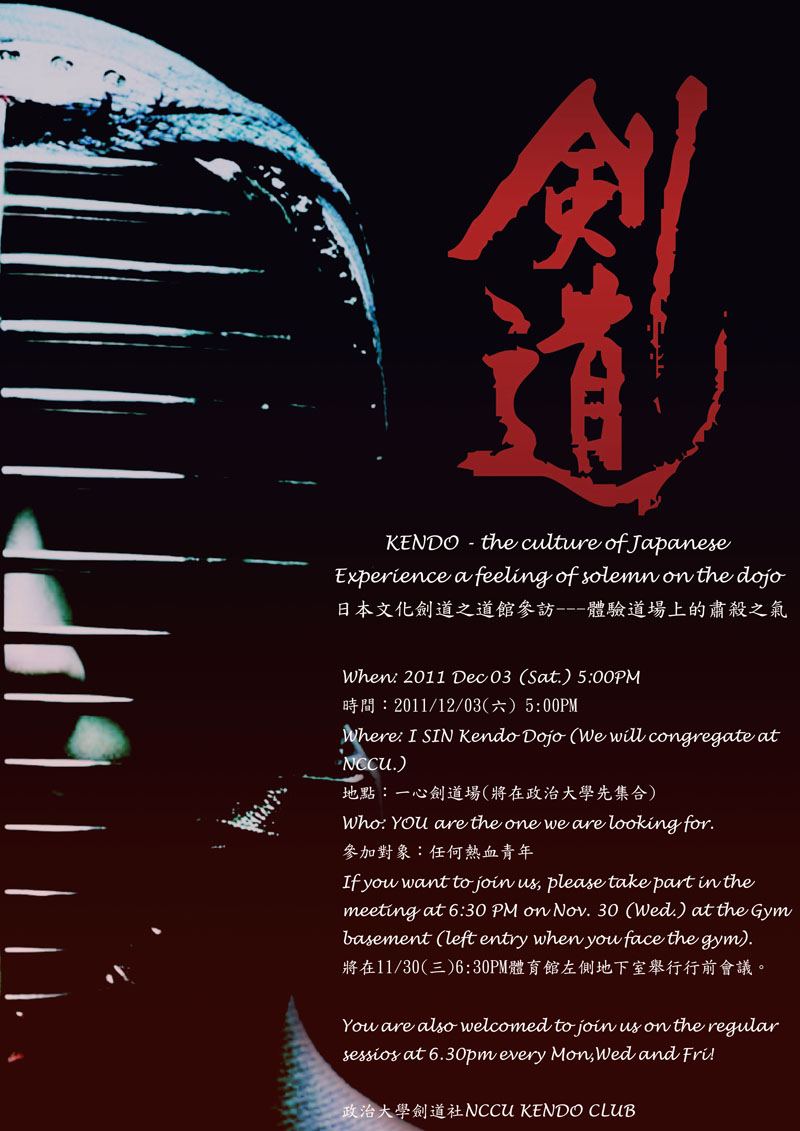 剣道
KENDO - the culture of Japanese
Experience a feeling of solemn on the dojo
日本文化劍道之道館參訪---體驗道場上的肅殺之氣
When: 2011 Dec 03 (Sat.) 5:00PM
時間：2011/12/03(六) 5:00PM
Where: I SIN Kendo Dojo (We will congregate at
NCCU.)
地點：一心劍道場(將在政治大學先集合)
Who: YOU are the one we are looking for.
參加對象：任何熱血青年
If you want to join us, please take part in the
meeting at 6:30 PM on Nov. 30 (Wed.) at the Gym
basement (left entry when you face the gym).
將在11/30(三)6:30PM體育館左側地下室舉行行前會議。
You are also welcomed to join us on the regular
sessios at 6.30pm every Mon,Wed and Fri!
政治大學劍道社NCCU KENDO CLUB